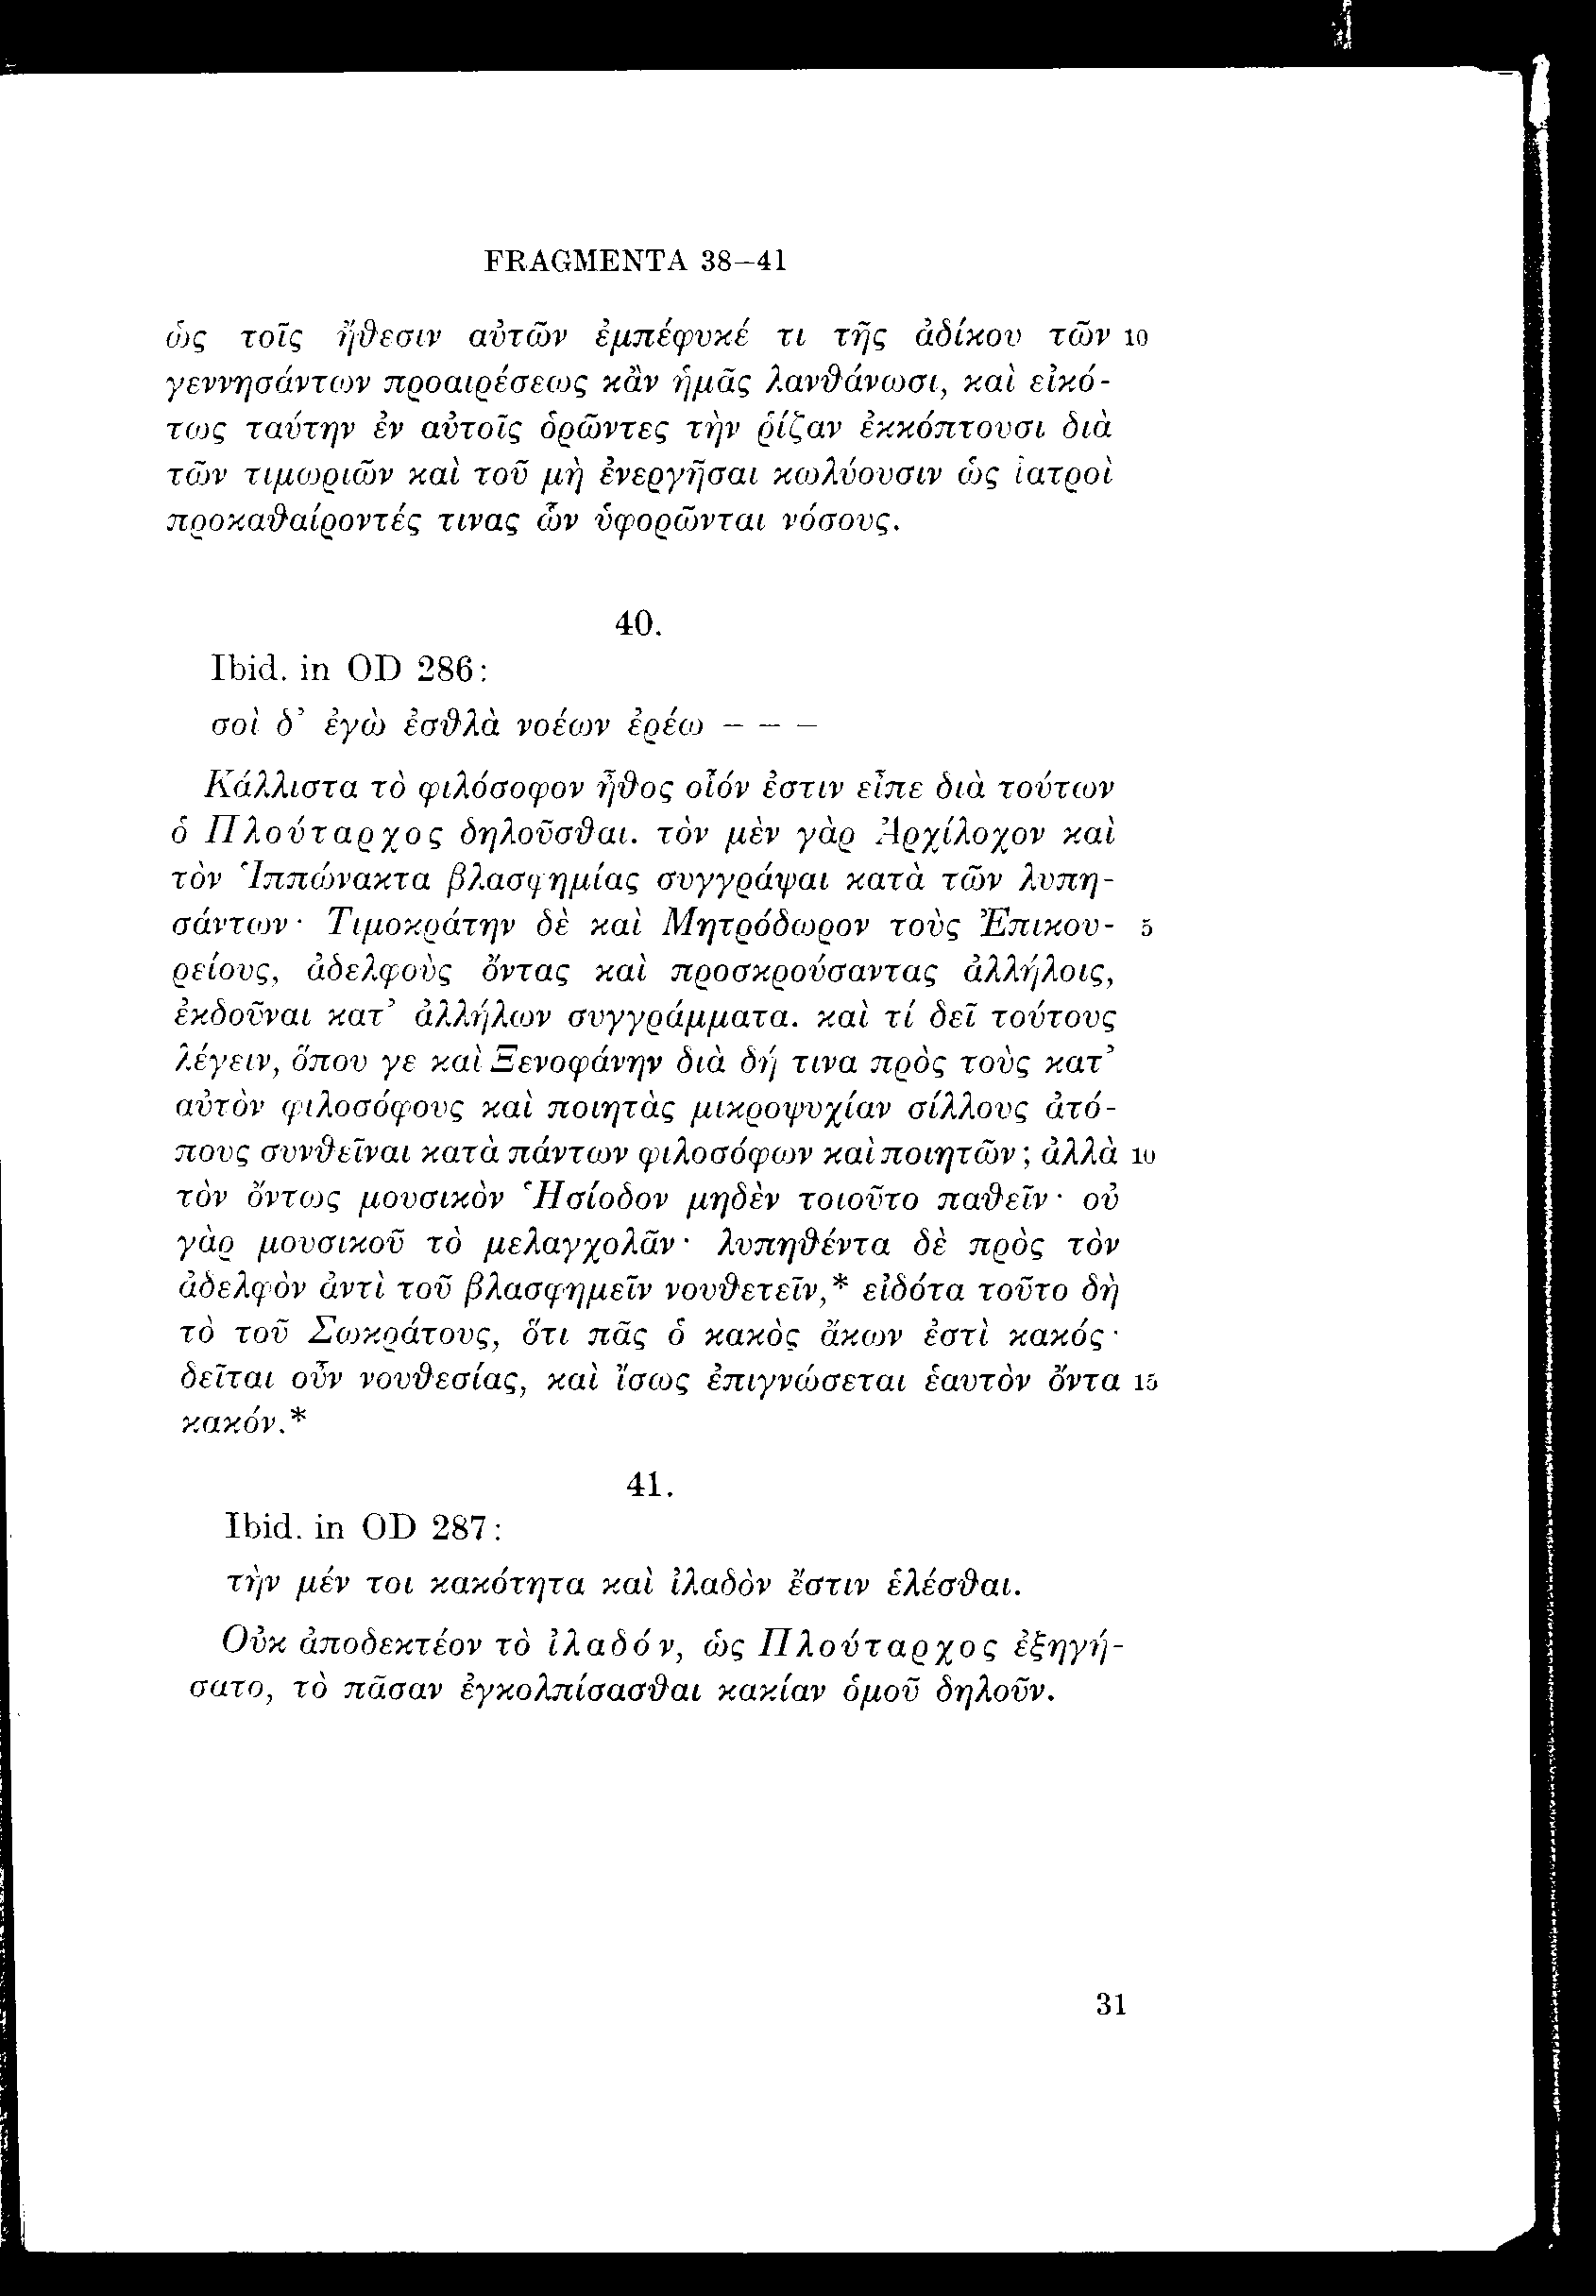 FRAGMENTA 38–41
ὡς τοῖς ἤθεσιν αὐτῶν ἐμπέφυκέ τι τῆς ἀδίκου τῶν 10
γεννησάντων προαιρέσεως κἂν ἡμᾶς λανθάνωσι, καὶ εἰκό-
τως ταύτην ἐν αὐτοῖς ὁρῶντες τὴν ῥίζαν ἐκκόπτουσι διὰ
τῶν τιμωριῶν καὶ τοῦ μὴ ἐνεργῆσαι κωλύουσιν ὡς ἰατροὶ
προκαθαίροντές τινας ὧν ὑφορῶνται νόσους.
40.
Ibid. in OD 286:
σοὶ δ’ ἐγὼ ἐσθλὰ νοέων ἐρέω – – –
Κάλλιστα τὸ φιλόσοφον ἦθος οἷόν ἐστιν εἶπε διὰ τούτων
ὁ Πλούταρχος δηλοῦσθαι. τὸν μὲν γὰρ Ἀρχίλοχον καὶ
τὸν Ἱππώνακτα βλασφημίας συγγράψαι κατὰ τῶν λυπη-
σάντων· Τιμοκράτην δὲ καὶ Μητρόδωρον τοὺς Ἐπικου- 5
ρείους, ἀδελφοὺς ὄντας καὶ προσκρούσαντας ἀλλήλοις,
ἐκδοῦναι κατ’ ἀλλήλων συγγράμματα. καὶ τί δεῖ τούτους
λέγειν, ὅπου γε καὶ Ξενοφάνην διὰ δή τινα πρὸς τοὺς κατ’
αὐτὸν φιλοσόφους καὶ ποιητὰς μικροψυχίαν σίλλους ἀτό-
πους συνθεῖναι κατὰ πάντων φιλοσόφων καὶ ποιητῶν; ἀλλὰ 10
τὸν ὄντως μουσικὸν Ἡσίοδον μηδὲν τοιοῦτο παθεῖν· οὐ
γὰρ μουσικοῦ τὸ μελαγχολᾶν· λυπηθέντα δὲ πρὸς τὸν
ἀδελφὸν ἀντὶ τοῦ βλασφημεῖν νουθετεῖν,* εἰδότα τοῦτο δὴ
τὸ τοῦ Σωκράτους, ὅτι πᾶς ὁ κακὸς ἄκων ἐστὶ κακός·
δεῖται οὖν νουθεσίας, καὶ ἴσως ἐπιγνώσεται ἑαυτὸν ὄντα 15
κακόν.*
41.
Ibid. in OD 287:
τὴν μέν τοι κακότητα καὶ ἰλαδὸν ἔστιν ἑλέσθαι.
Οὐκ ἀποδεκτέον τὸ ἰλαδόν, ὡς Πλούταρχος ἐξηγή-
σατο, τὸ πᾶσαν ἐγκολπίσασθαι κακίαν ὁμοῦ δηλοῦν.
31